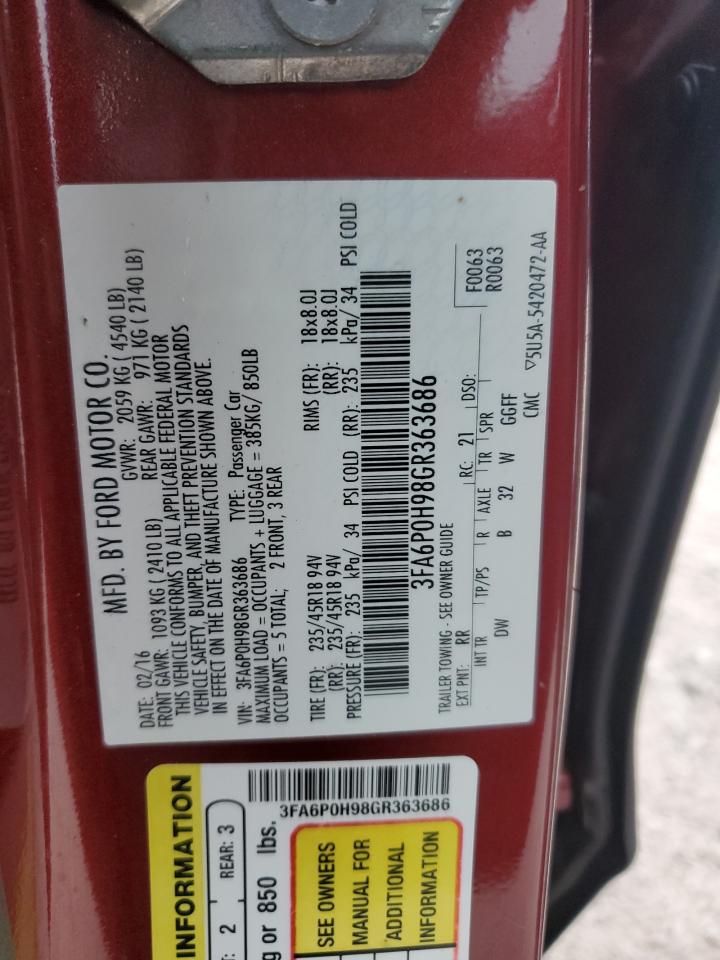 MFD. BY FORD MOTOR CO.
DATE: 02/16 GVWR: 2059 KG ( 4540 LB)
FRONT GAWR: 1093 KG ( 2410 LB) REAR GAWR: 971 KG ( 2140 LB)
THIS VEHICLE CONFORMS TO ALL APPLICABLE FEDERAL MOTOR
VEHICLE SAFETY, BUMPER, AND THEFT PREVENTION STANDARDS
IN EFFECT ON THE DATE OF MANUFACTURE SHOWN ABOVE.
VIN: 3FA6P0H98GR363686 TYPE: Passenger Car
MAXIMUM LOAD = OCCUPANTS + LUGGAGE = 385KG/ 850LB
OCCUPANTS = 5 TOTAL; 2 FRONT, 3 REAR
TIRE (FR): 235/45R18 94V RIMS (FR): 18x8.0J
(RR): 235/45R18 94V (RR): 18x8.0J
PRESSURE (FR): 235 kPa/ 34 PSI COLD (RR): 235 kPa/ 34 PSI COLD
3FA6P0H98GR363686
TRAILER TOWING - SEE OWNER GUIDE
EXT PNT: RR RC: 21 DSO: F0063
R0063
INT TR TP/PS R AXLE TR SPR
DW B 32 W GGFF
CMC ▽5U5A-5420472-AA
INFORMATION
2 REAR: 3
or 850 lbs.
3FA6P0H98GR363686
SEE OWNERS
MANUAL FOR
ADDITIONAL
INFORMATION